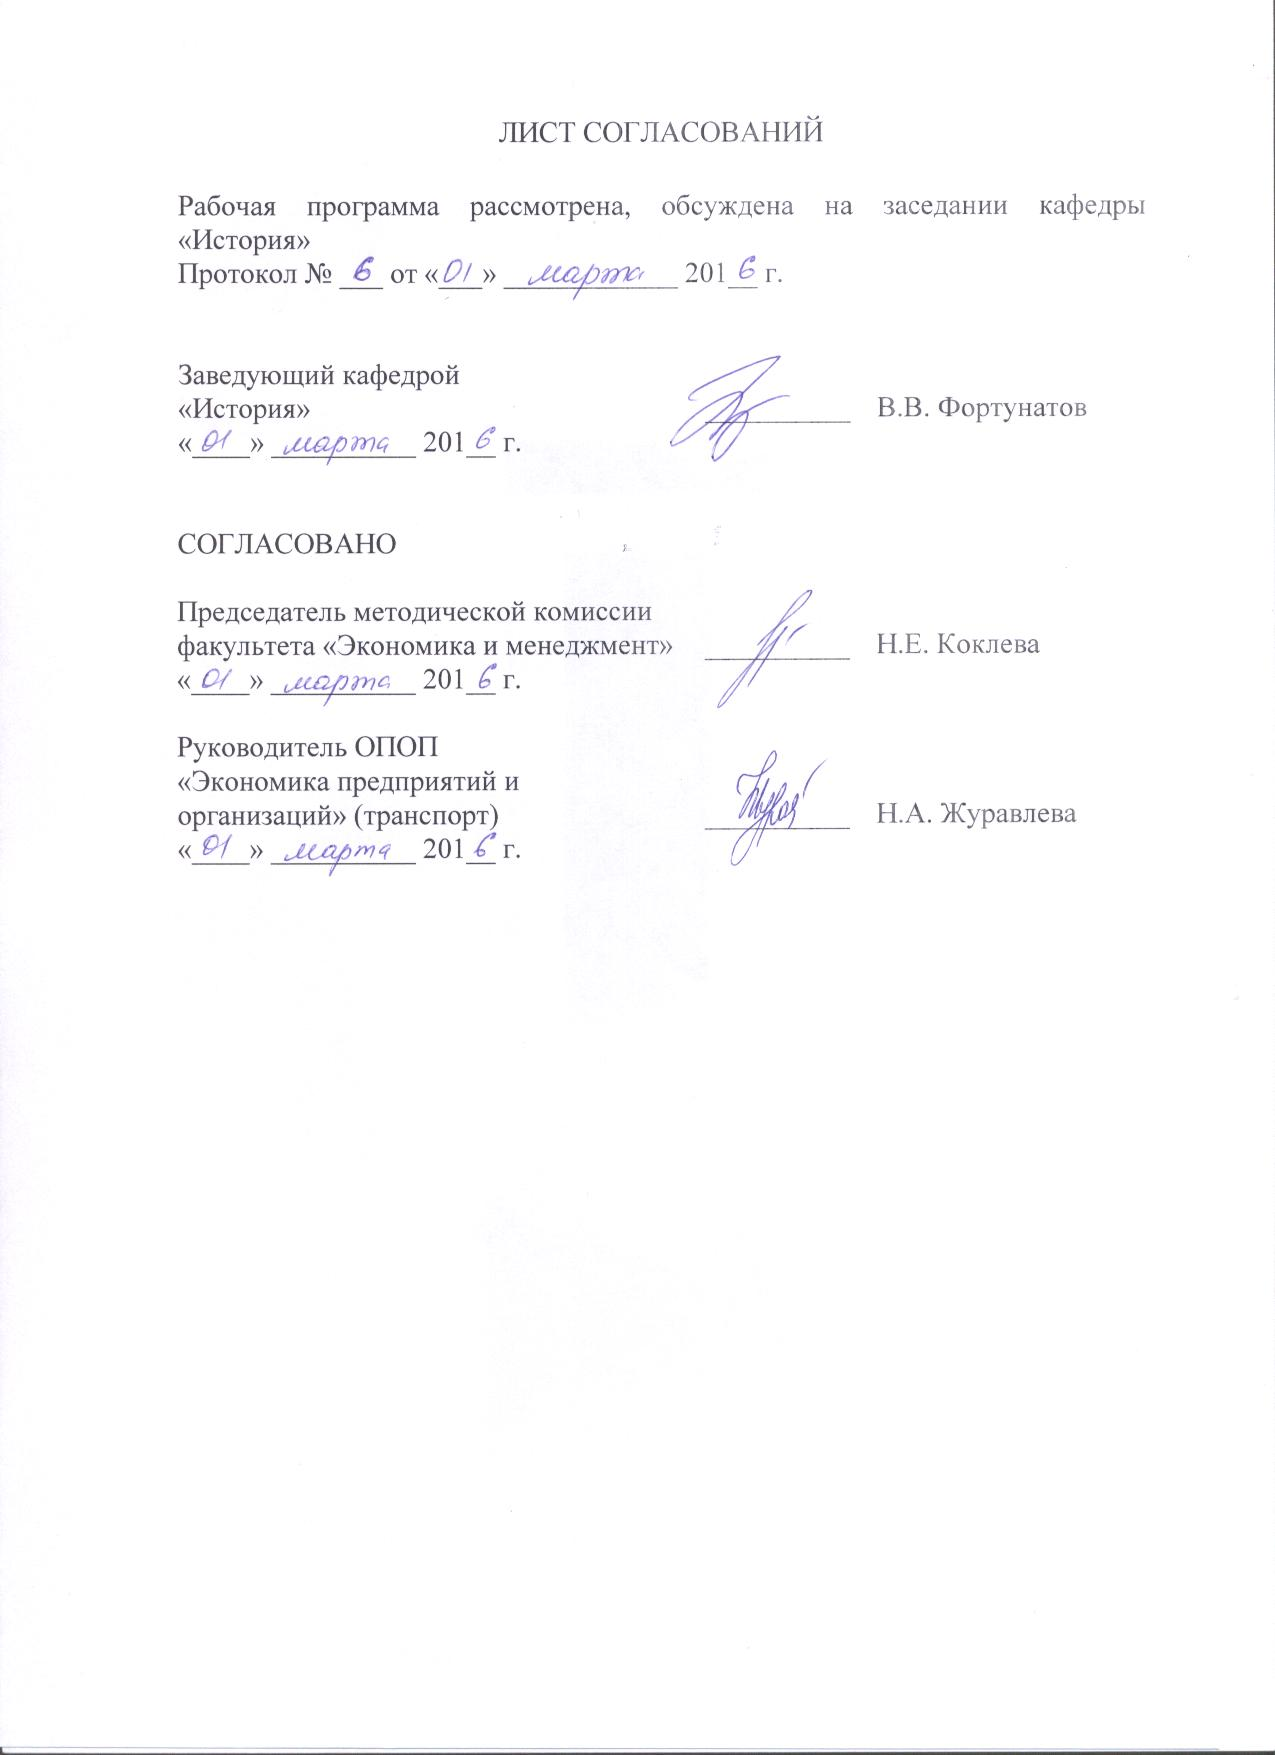 ЛИСТ СОГЛАСОВАНИЙ
Рабочая программа рассмотрена, обсуждена на заседании кафедры
«История»
Протокол № 6 от «01» марта 2016 г.
Заведующий кафедрой
«История» В.В. Фортунатов
«01» марта 2016 г.
СОГЛАСОВАНО
Председатель методической комиссии
факультета «Экономика и менеджмент» Н.Е. Коклева
«01» марта 2016 г.
Руководитель ОПОП
«Экономика предприятий и
организаций» (транспорт) Н.А. Журавлева
«01» марта 2016 г.